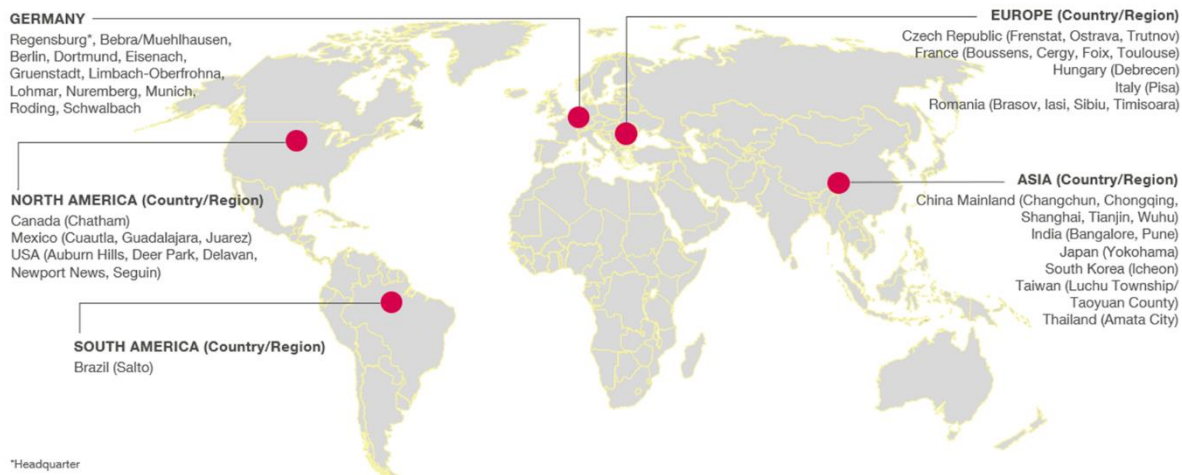 GERMANY
Regensburg*, Bebra/Muehlhausen,
Berlin, Dortmund, Eisenach,
Gruenstadt, Limbach-Oberfrohna,
Lohmar, Nuremberg, Munich,
Roding, Schwalbach
EUROPE (Country/Region)
Czech Republic (Frenstat, Ostrava, Trutnov)
France (Boussens, Cergy, Foix, Toulouse)
Hungary (Debrecen)
Italy (Pisa)
Romania (Brasov, Iasi, Sibiu, Timisoara)
NORTH AMERICA (Country/Region)
Canada (Chatham)
Mexico (Cuautla, Guadalajara, Juarez)
USA (Auburn Hills, Deer Park, Delavan,
Newport News, Seguin)
ASIA (Country/Region)
China Mainland (Changchun, Chongqing,
Shanghai, Tianjin, Wuhu)
India (Bangalore, Pune)
Japan (Yokohama)
South Korea (Icheon)
Taiwan (Luchu Township/
Taoyuan County)
Thailand (Amata City)
SOUTH AMERICA (Country/Region)
Brazil (Salto)
*Headquarter